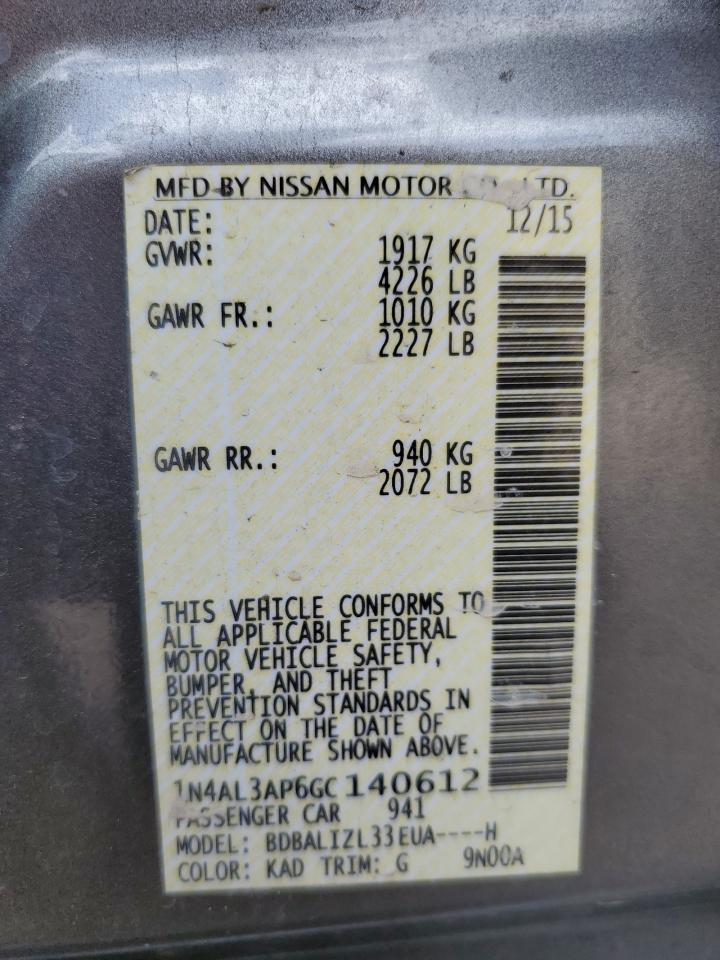 MFD BY NISSAN MOTOR LTD.
DATE: 12/15
GVWR: 1917 KG
4226 LB
GAWR FR.: 1010 KG
2227 LB
GAWR RR.: 940 KG
2072 LB
THIS VEHICLE CONFORMS TO
ALL APPLICABLE FEDERAL
MOTOR VEHICLE SAFETY,
BUMPER, AND THEFT
PREVENTION STANDARDS IN
EFFECT ON THE DATE OF
MANUFACTURE SHOWN ABOVE.
1N4AL3AP6GC140612
PASSENGER CAR 941
MODEL: BDBALIZL33EUA----H
COLOR: KAD TRIM: G 9N00A